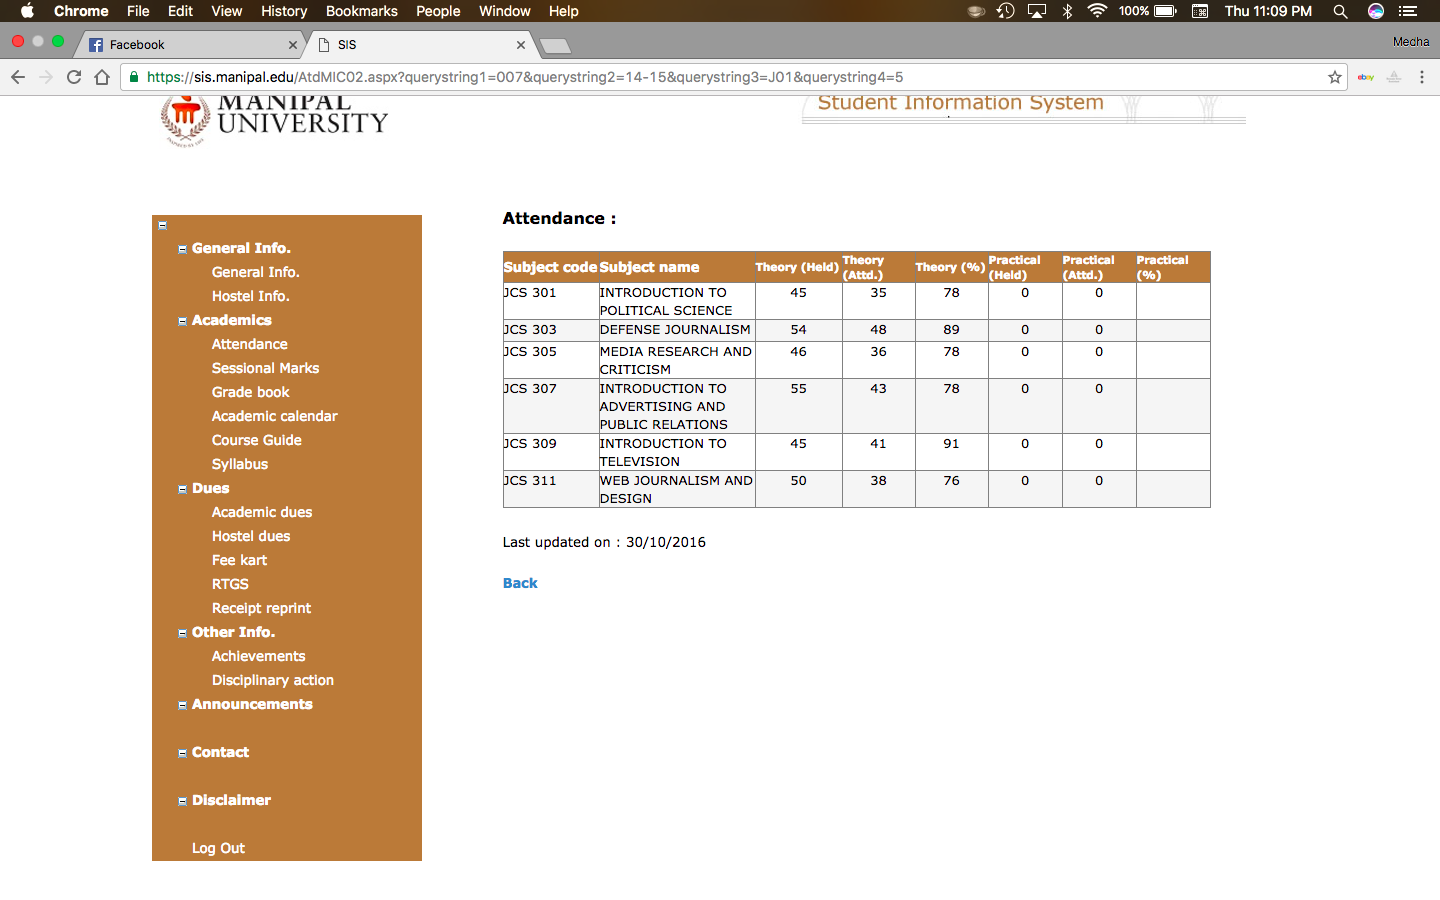 Chrome File Edit View History Bookmarks People Window Help 100% Thu 11:09 PM
Facebook SIS Medha
https://sis.manipal.edu/AtdMIC02.aspx?querystring1=007&querystring2=14-15&querystring3=J01&querystring4=5 ebay
MANIPAL
UNIVERSITY
Student Information System
General Info.
General Info.
Hostel Info.
Academics
Attendance
Sessional Marks
Grade book
Academic calendar
Course Guide
Syllabus
Dues
Academic dues
Hostel dues
Fee kart
RTGS
Receipt reprint
Other Info.
Achievements
Disciplinary action
Announcements
Contact
Disclaimer
Log Out
Attendance :
Subject code Subject name Theory (Held) Theory (Attd.) Theory (%) Practical (Held) Practical (Attd.) Practical (%)
JCS 301 INTRODUCTION TO 45 35 78 0 0
POLITICAL SCIENCE
JCS 303 DEFENSE JOURNALISM 54 48 89 0 0
JCS 305 MEDIA RESEARCH AND 46 36 78 0 0
CRITICISM
JCS 307 INTRODUCTION TO 55 43 78 0 0
ADVERTISING AND
PUBLIC RELATIONS
JCS 309 INTRODUCTION TO 45 41 91 0 0
TELEVISION
JCS 311 WEB JOURNALISM AND 50 38 76 0 0
DESIGN
Last updated on : 30/10/2016
Back